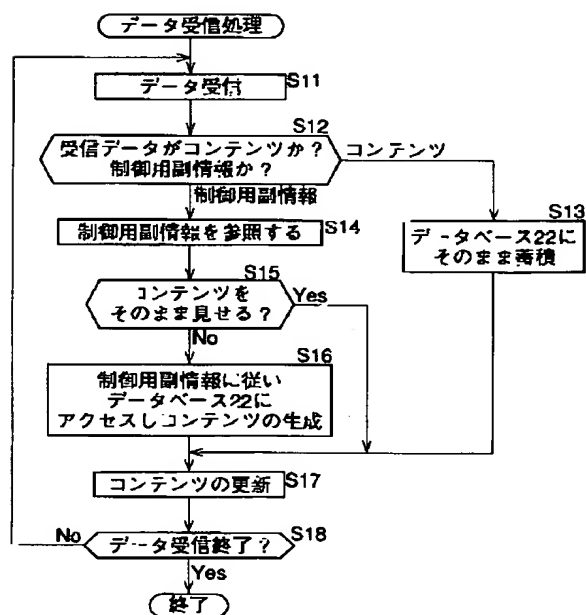 データ受信処理
データ受信
S11
S12
受信データがコンテンツか？
制御用副情報か？
コンテンツ
制御用副情報
S13
データベース22に
そのまま蓄積
S14
制御用副情報を参照する
S15
コンテンツを
そのまま見せる？
Yes
No
S16
制御用副情報に従い
データベース22に
アクセスしコンテンツの生成
コンテンツの更新
S17
No
データ受信終了？
S18
Yes
終了